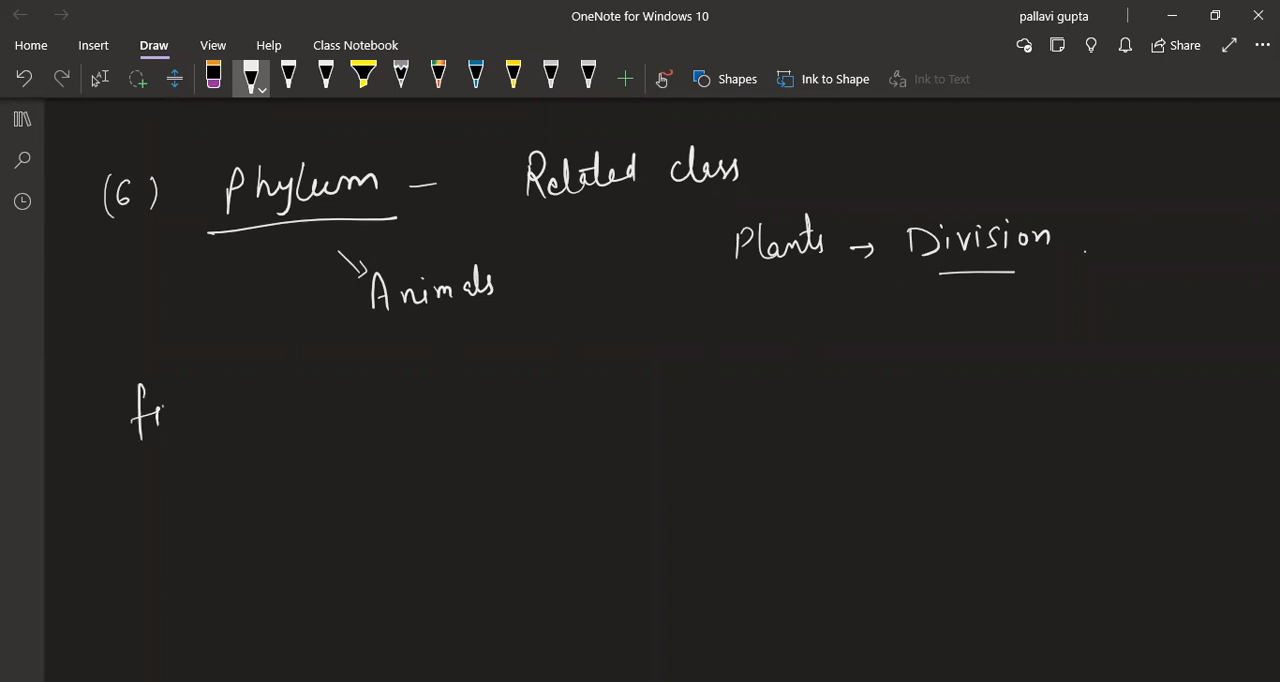 OneNote for Windows 10
pallavi gupta
Home Insert Draw View Help Class Notebook
Share
Shapes Ink to Shape Ink to Text
(6) Phylum – Related class
Plants → Division .
Animals